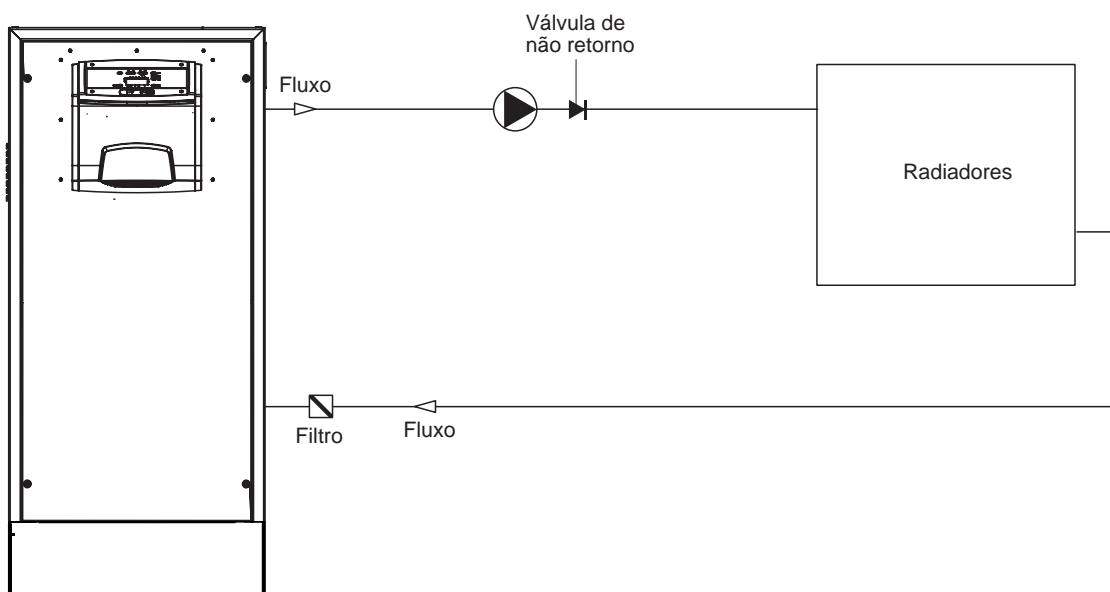 Válvula de
não retorno
Fluxo
Radiadores
Filtro
Fluxo